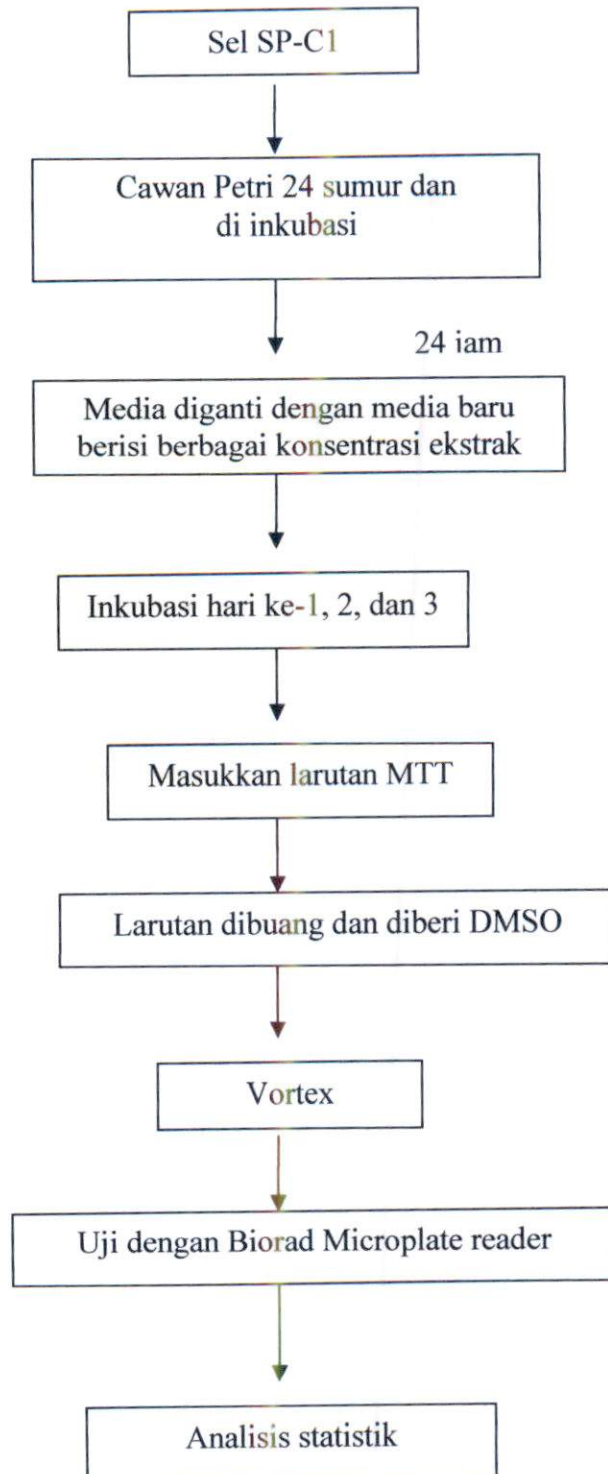 Sel SP-C1
Cawan Petri 24 sumur dan
di inkubasi
24 iam
Media diganti dengan media baru
berisi berbagai konsentrasi ekstrak
Inkubasi hari ke-1, 2, dan 3
Masukkan larutan MTT
Larutan dibuang dan diberi DMSO
Vortex
Uji dengan Biorad Microplate reader
Analisis statistik